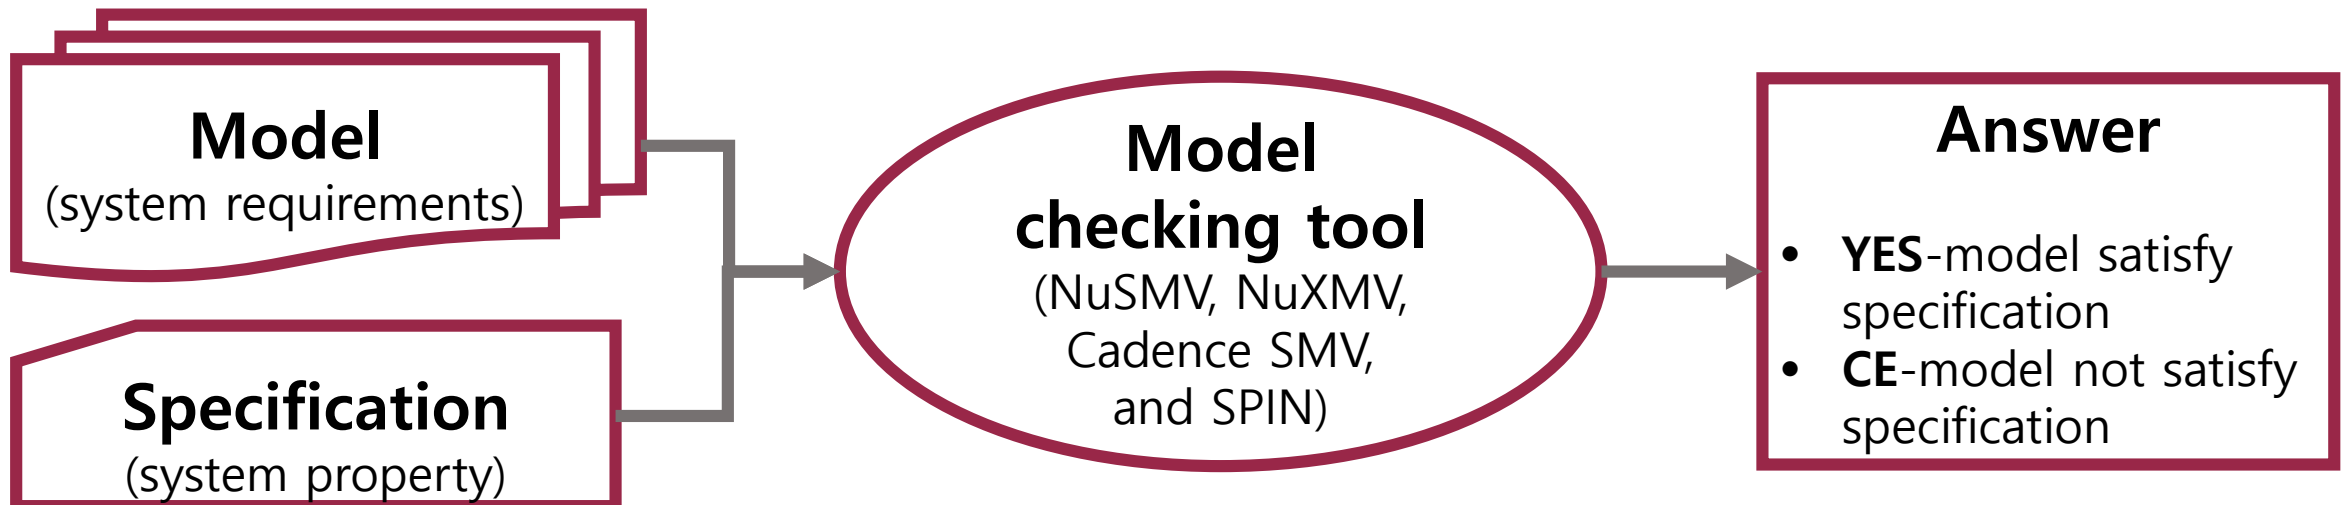 Model
(system requirements)
Specification
(system property)
Model
checking tool
(NuSMV, NuXMV,
Cadence SMV,
and SPIN)
Answer
• YES-model satisfy
specification
• CE-model not satisfy
specification